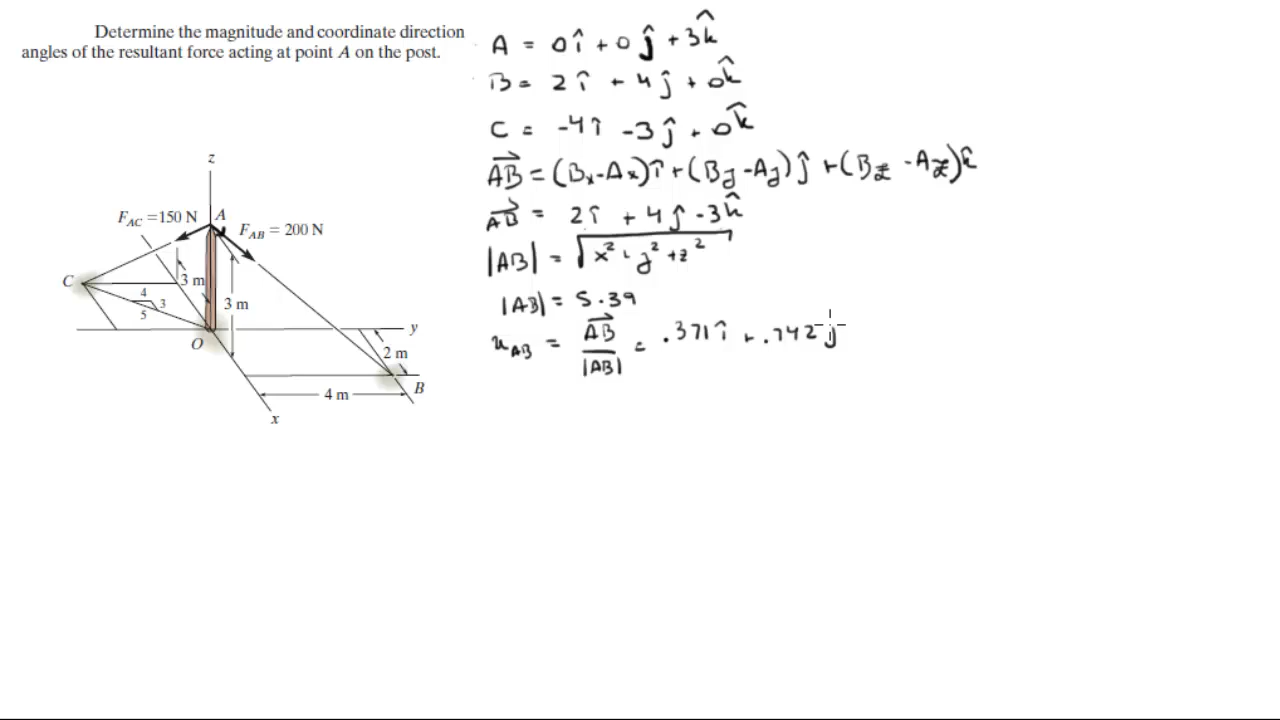 Determine the magnitude and coordinate direction
angles of the resultant force acting at point A on the post.
A = 0î + 0ĵ + 3k̂
B = 2î + 4ĵ + 0k̂
C = -4î - 3ĵ + 0k̂
AB⃗ = (Bx - Ax)î + (By - Ay)ĵ + (Bz - Az)k̂
AB⃗ = 2î + 4ĵ - 3k̂
|AB| = √x² + y² + z²
|AB| = 5.39
uAB = AB⃗/|AB| = .371î + .742ĵ
z
F_AC = 150 N
A
F_AB = 200 N
C
3 m
4
3
5
3 m
y
O
2 m
B
4 m
x